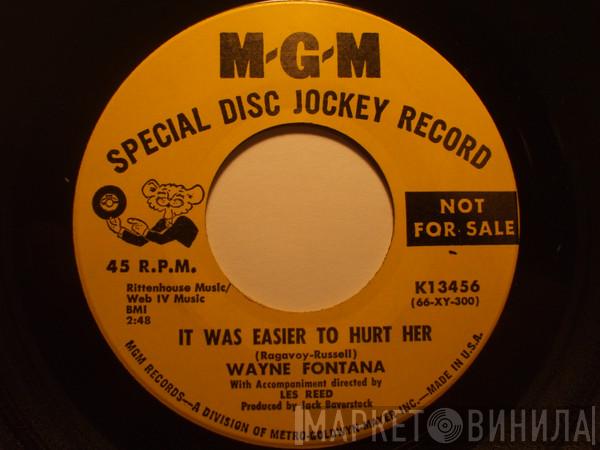 M-G-M
SPECIAL DISC JOCKEY RECORD
NOT
FOR SALE
45 R.P.M.
Rittenhouse Music/
Web IV Music
BMI
2:48
K13456
(66-XY-300)
IT WAS EASIER TO HURT HER
(Ragavoy-Russell)
WAYNE FONTANA
With Accompaniment directed by
LES REED
Produced by Jack Baverstock
MGM RECORDS—A DIVISION OF METRO-GOLDWYN-MAYER INC.—MADE IN U.S.A.
МАРКЕТ ВИНИЛА